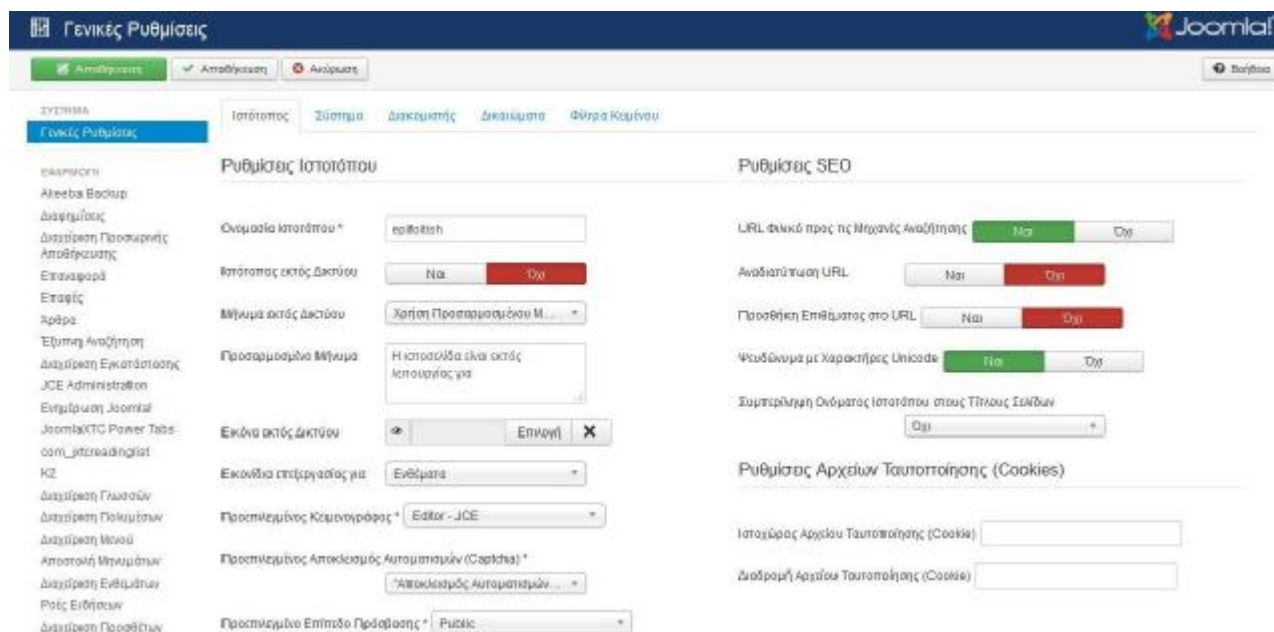 Γενικές Ρυθμίσεις
Joomla!
Αποθήκευση
Αποθήκευση
Ακύρωση
Βοήθεια
ΣΥΣΤΗΜΑ
Γενικές Ρυθμίσεις
ΕΦΑΡΜΟΓΗ
Akeeba Backup
Διαφημίσεις
Διαχείριση Προσωρινής
Αποθήκευσης
Επαναφορά
Επαφές
Άρθρα
Έξυπνη Αναζήτηση
Διαχείριση Εγκατάστασης
JCE Administration
Ενημέρωση Joomla!
JoomlaXTC Power Tabs
com_jxtcreadinglist
K2
Διαχείριση Γλωσσών
Διαχείριση Πολυμέσων
Διαχείριση Μενού
Αποστολή Μηνυμάτων
Διαχείριση Ενθεμάτων
Ροές Ειδήσεων
Διαχείριση Προσθέτων
Ιστότοπος
Σύστημα
Διακομιστής
Δικαιώματα
Φίλτρα Κειμένου
Ρυθμίσεις Ιστοτόπου
Ονομασία Ιστοτόπου *
Ιστότοπος εκτός Δικτύου
Ναι
Όχι
Μήνυμα εκτός Δικτύου
Χρήση Προσαρμοσμένου Μ...
Προσαρμοσμένο Μήνυμα
Η ιστοσελίδα είναι εκτός
λειτουργίας για
Εικόνα εκτός Δικτύου
Επιλογή
Εικονίδια επεξεργασίας για
Ενθέματα
Προεπιλεγμένος Κειμενογράφος *
Editor - JCE
Προεπιλεγμένος Αποκλεισμός Αυτοματισμών (Captcha) *
Αποκλεισμός Αυτοματισμών...
Προεπιλεγμένο Επίπεδο Πρόσβασης *
Public
Ρυθμίσεις SEO
URL Φιλικό προς τις Μηχανές Αναζήτησης
Ναι
Όχι
Αναδιατύπωση URL
Ναι
Όχι
Προσθήκη Επιθέματος στο URL
Ναι
Όχι
Ψευδώνυμα με Χαρακτήρες Unicode
Ναι
Όχι
Συμπερίληψη Ονόματος Ιστοτόπου στους Τίτλους Σελίδων
Όχι
Ρυθμίσεις Αρχείων Ταυτοποίησης (Cookies)
Ιστοχώρος Αρχείου Ταυτοποίησης (Cookie)
Διαδρομή Αρχείου Ταυτοποίησης (Cookie)